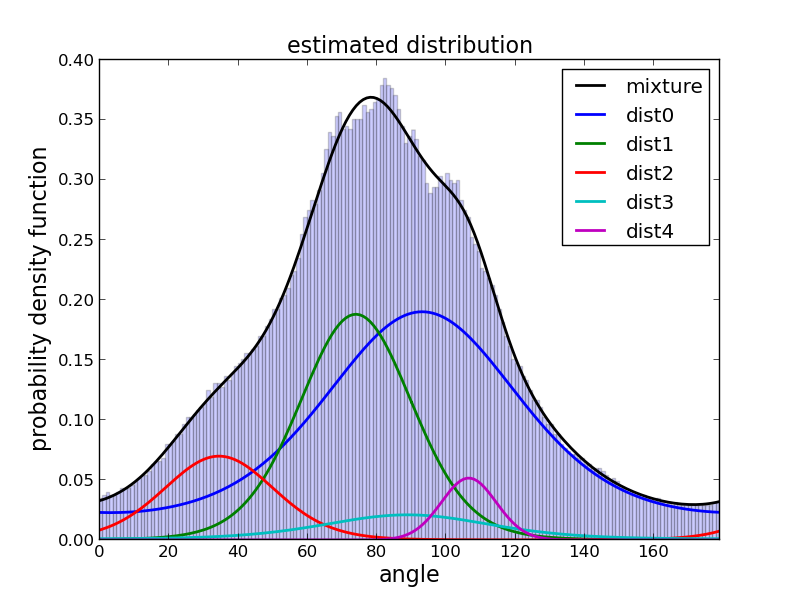 estimated distribution
probability density function
0.40
0.35
0.30
0.25
0.20
0.15
0.10
0.05
0.00
0 20 40 60 80 100 120 140 160
angle
mixture
dist0
dist1
dist2
dist3
dist4